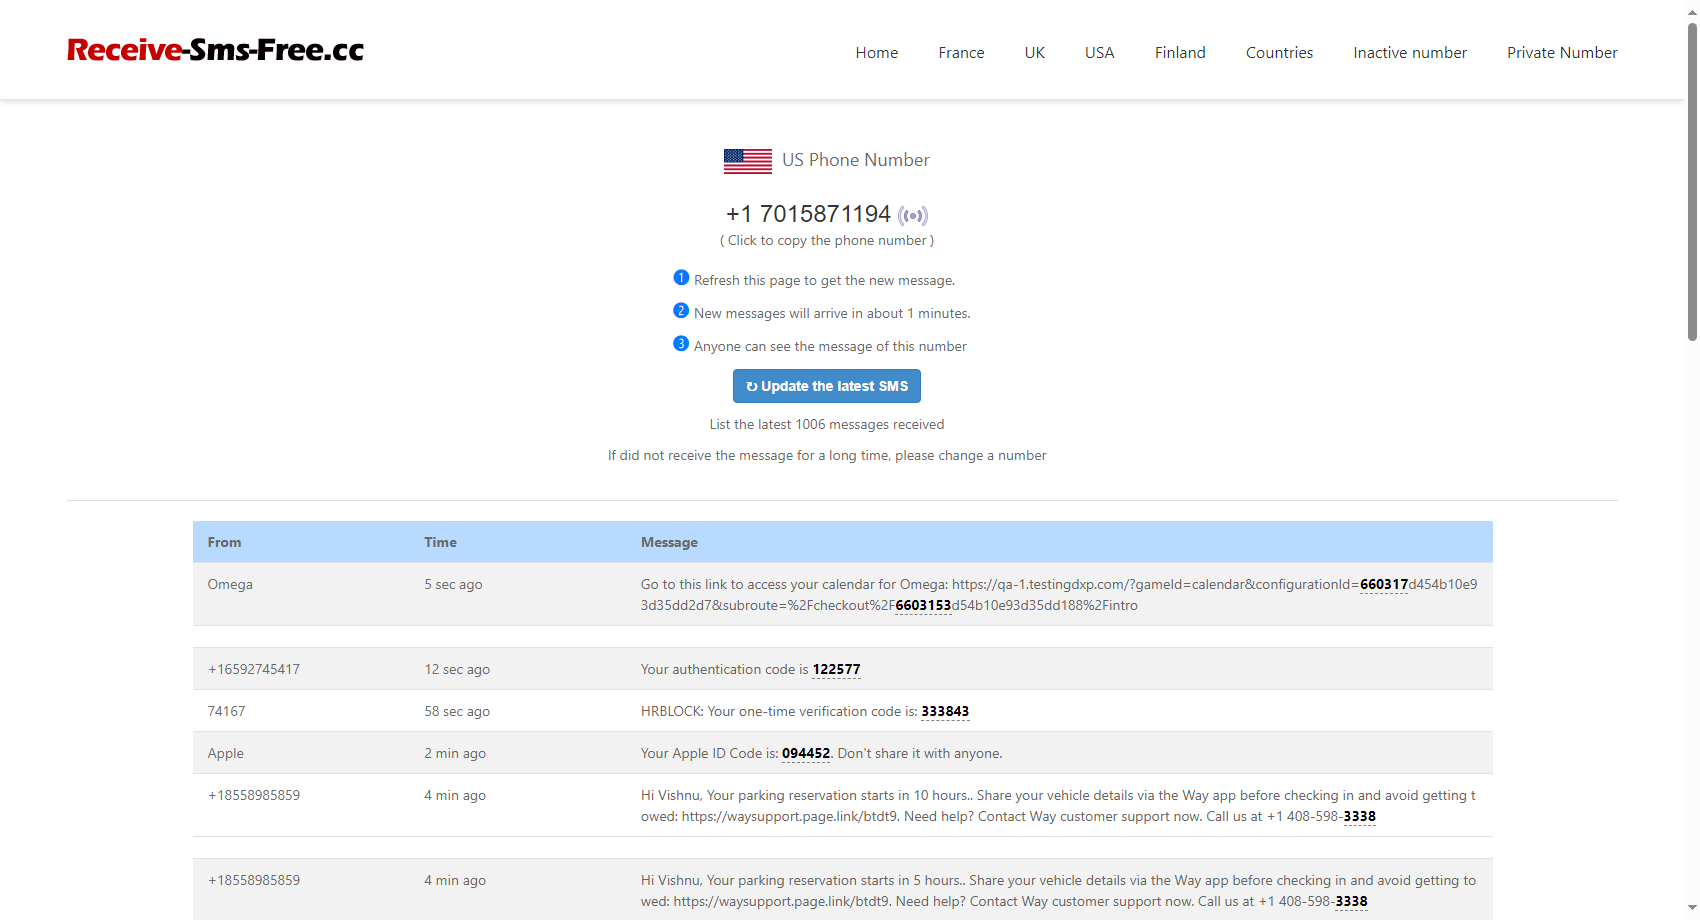 Receive-Sms-Free.cc
Home France UK USA Finland Countries Inactive number Private Number
US Phone Number
+1 7015871194
( Click to copy the phone number )
1 Refresh this page to get the new message.
2 New messages will arrive in about 1 minutes.
3 Anyone can see the message of this number
↻ Update the latest SMS
List the latest 1006 messages received
If did not receive the message for a long time, please change a number
From Time Message
Omega 5 sec ago Go to this link to access your calendar for Omega: https://qa-1.testingdxp.com/?gameId=calendar&configurationId=660317d454b10e9
3d35dd2d7&subroute=%2Fcheckout%2F6603153d54b10e93d35dd188%2Fintro
+16592745417 12 sec ago Your authentication code is 122577
74167 58 sec ago HRBLOCK: Your one-time verification code is: 333843
Apple 2 min ago Your Apple ID Code is: 094452. Don't share it with anyone.
+18558985859 4 min ago Hi Vishnu, Your parking reservation starts in 10 hours.. Share your vehicle details via the Way app before checking in and avoid getting t
owed: https://waysupport.page.link/btdt9. Need help? Contact Way customer support now. Call us at +1 408-598-3338
+18558985859 4 min ago Hi Vishnu, Your parking reservation starts in 5 hours.. Share your vehicle details via the Way app before checking in and avoid getting to
wed: https://waysupport.page.link/btdt9. Need help? Contact Way customer support now. Call us at +1 408-598-3338